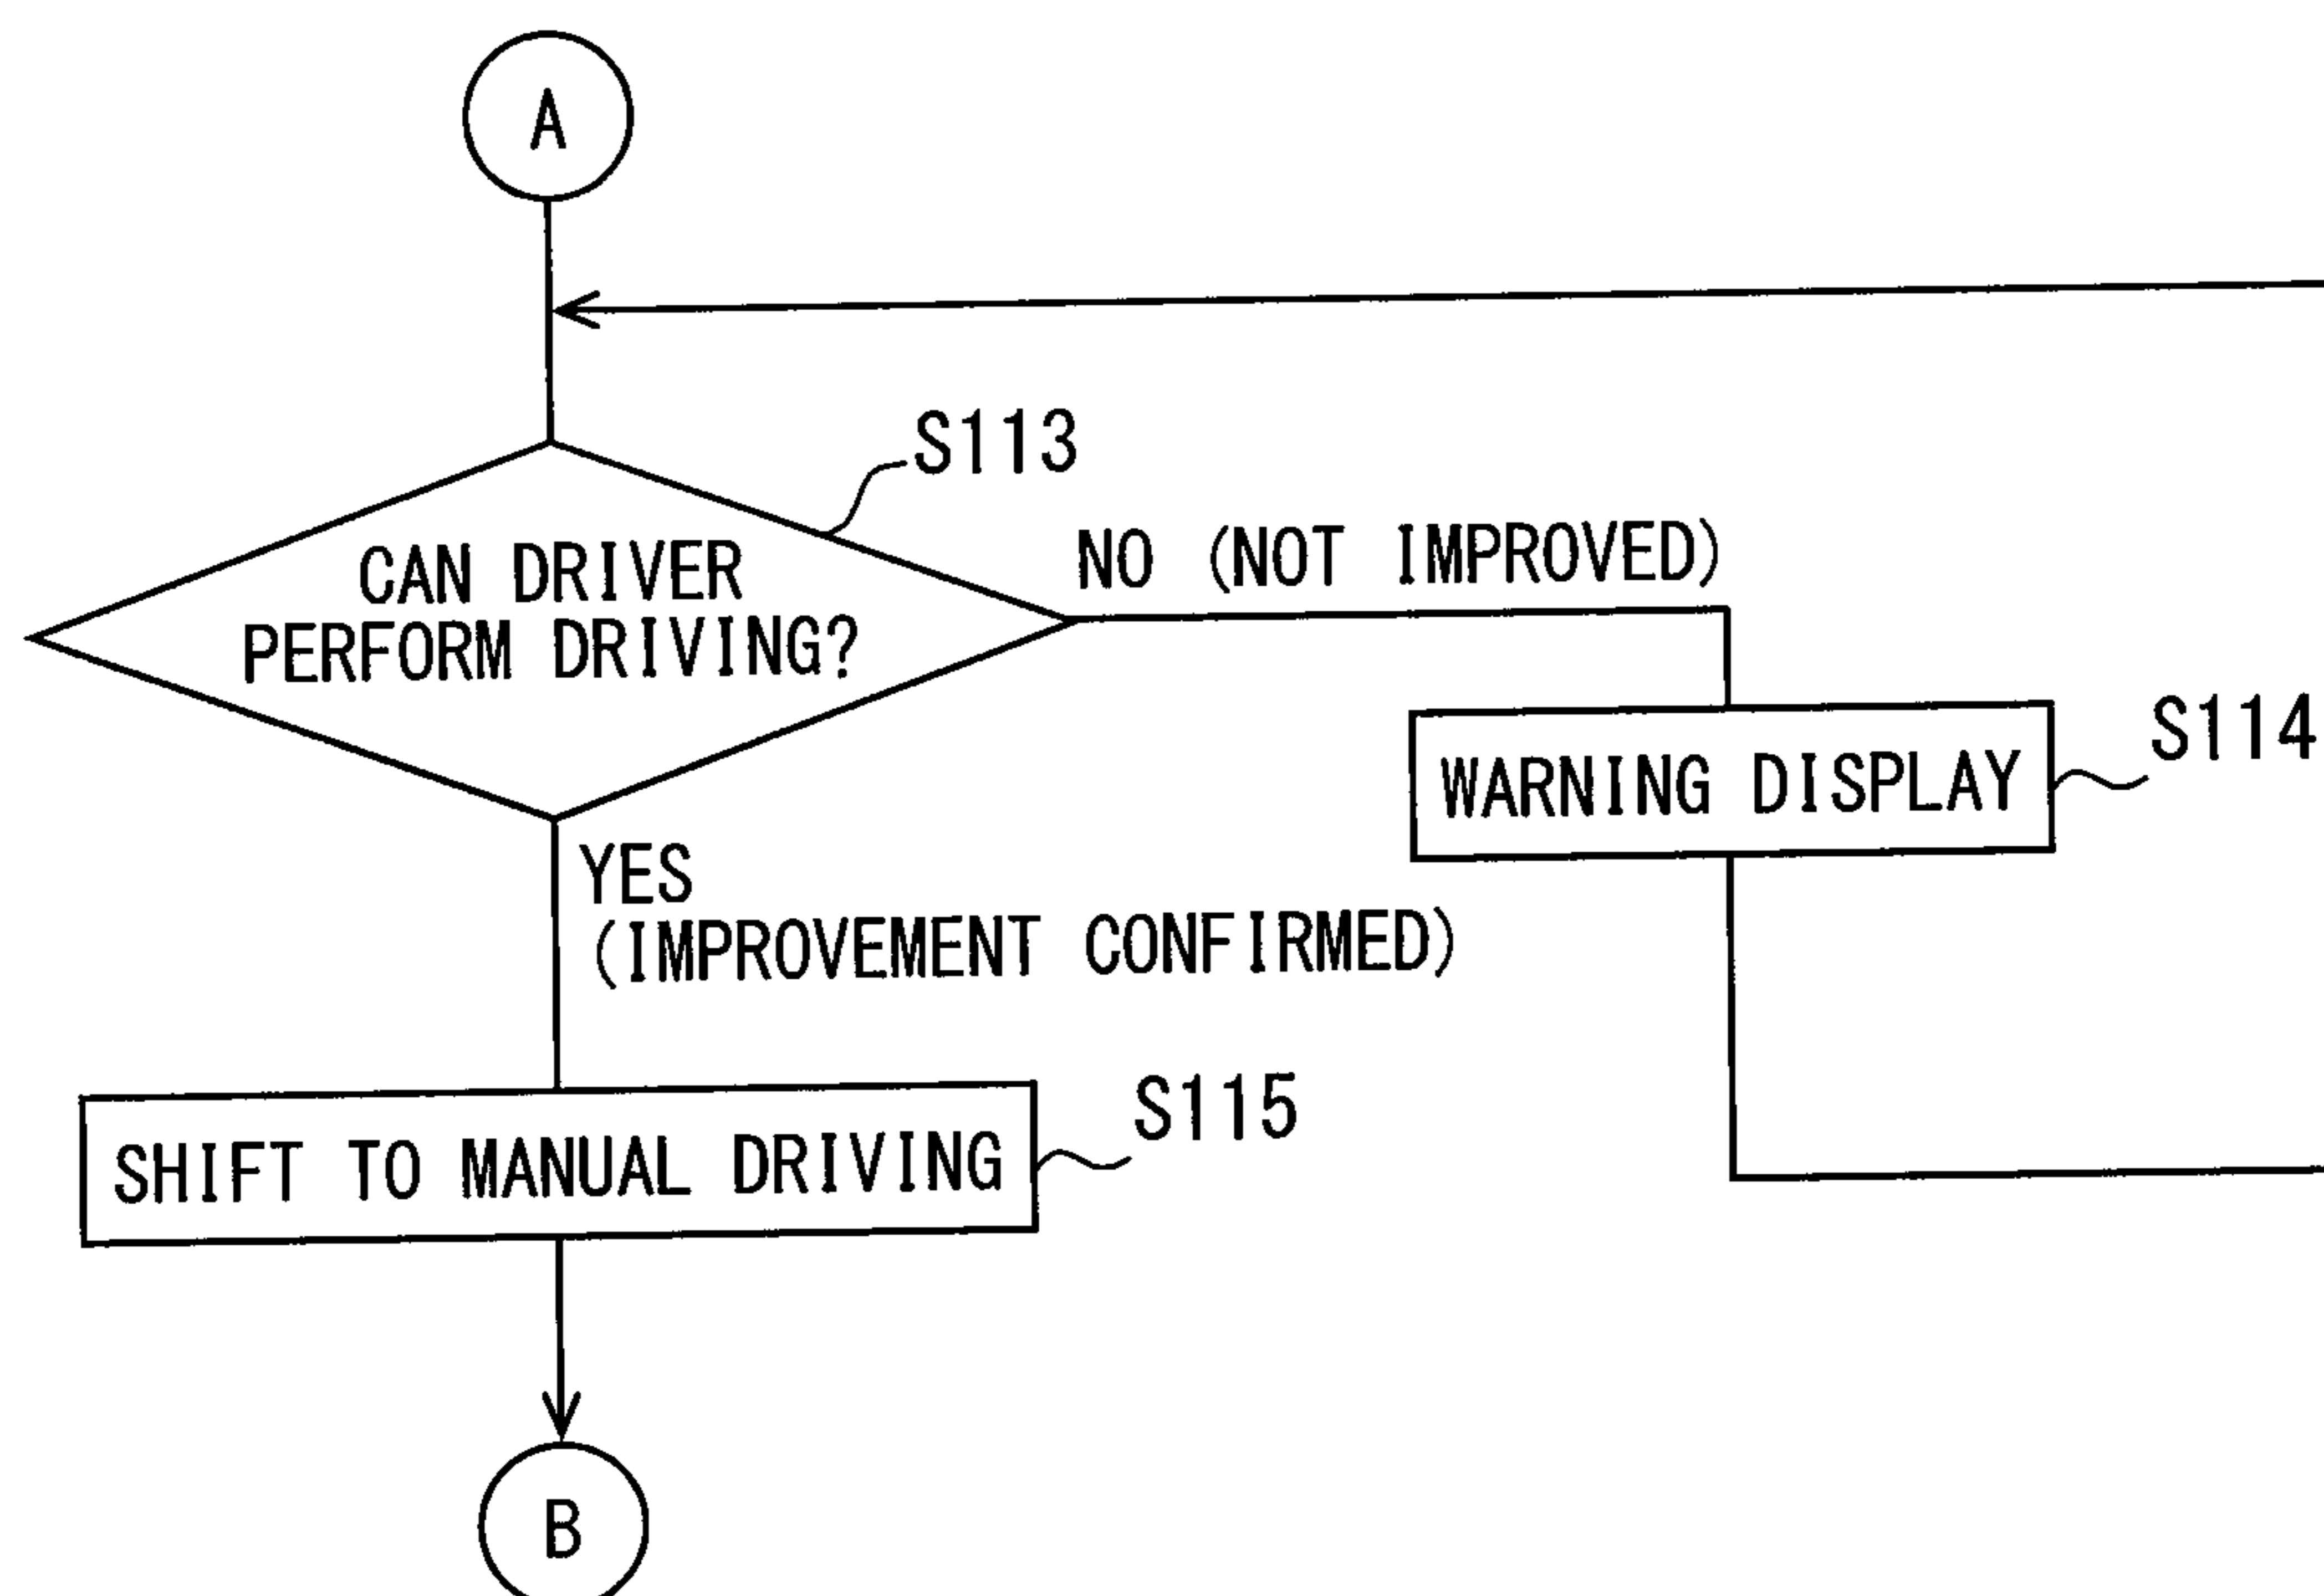 A
S113
CAN DRIVER
PERFORM DRIVING?
NO (NOT IMPROVED)
S114
WARNING DISPLAY
YES
(IMPROVEMENT CONFIRMED)
S115
SHIFT TO MANUAL DRIVING
B